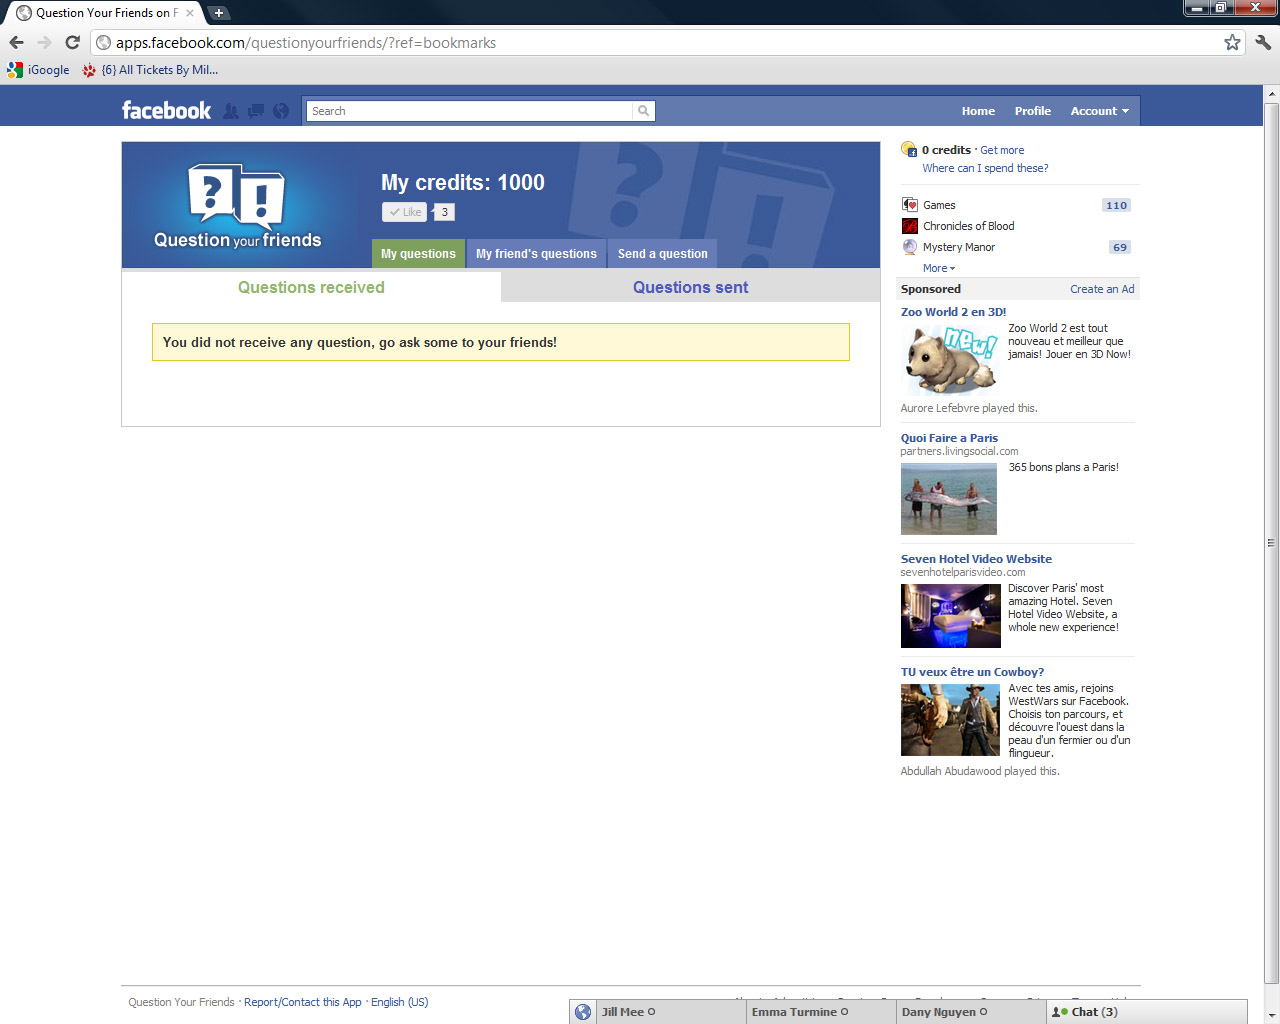 Question Your Friends on F
apps.facebook.com/questionyourfriends/?ref=bookmarks
iGoogle
{6} All Tickets By Mil...
facebook
Search
Home Profile Account
?!
Question your friends
My credits: 1000
Like 3
My questions My friend's questions Send a question
Questions received Questions sent
You did not receive any question, go ask some to your friends!
0 credits · Get more
Where can I spend these?
Games 110
Chronicles of Blood
Mystery Manor 69
More
Sponsored Create an Ad
Zoo World 2 en 3D!
new!
Zoo World 2 est tout
nouveau et meilleur que
jamais! Jouer en 3D Now!
Aurore Lefebvre played this.
Quoi Faire a Paris
partners.livingsocial.com
365 bons plans a Paris!
Seven Hotel Video Website
sevenhotelparisvideo.com
Discover Paris' most
amazing Hotel. Seven
Hotel Video Website, a
whole new experience!
TU veux être un Cowboy?
Avec tes amis, rejoins
WestWars sur Facebook.
Choisis ton parcours, et
découvre l'ouest dans la
peau d'un fermier ou d'un
flingueur.
Abdullah Abudawood played this.
Question Your Friends · Report/Contact this App · English (US)
Jill Mee Emma Turmine Dany Nguyen Chat (3)